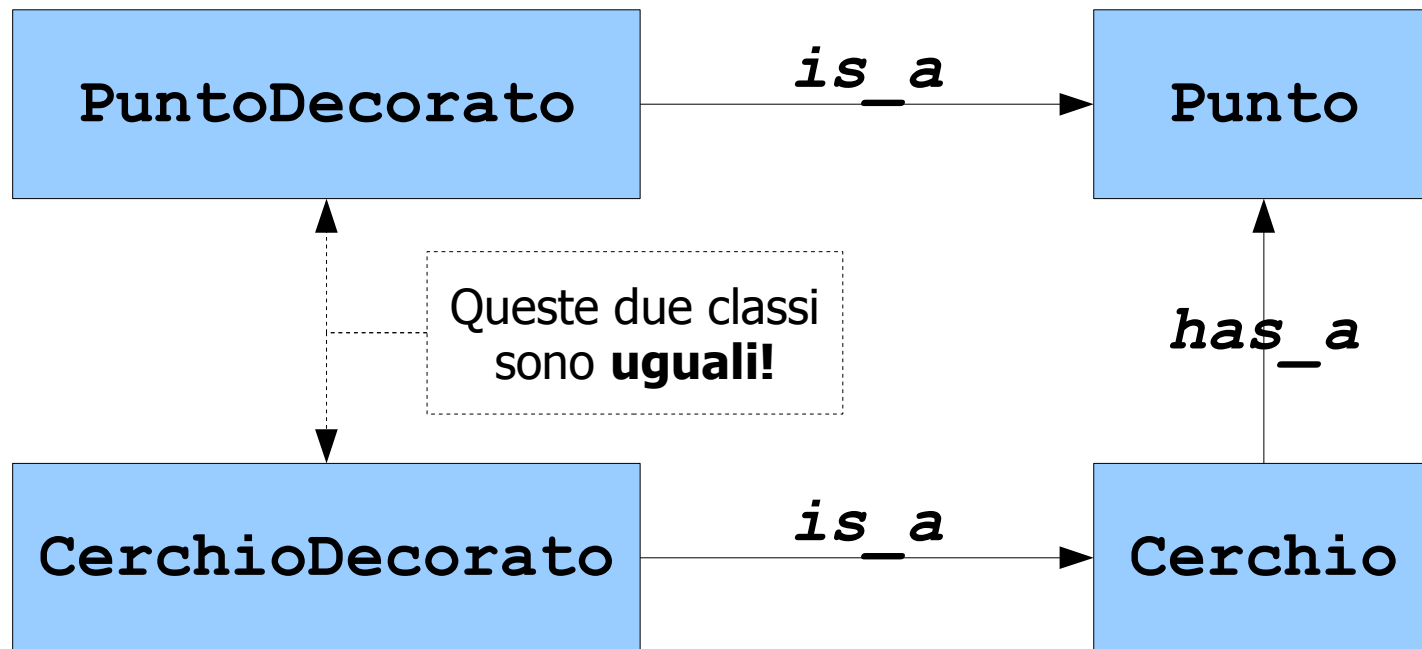 is_a
PuntoDecorato
Punto
Queste due classi
sono uguali!
has_a
is_a
CerchioDecorato
Cerchio